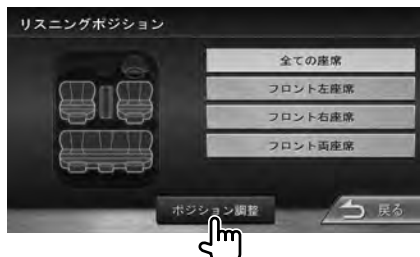 リスニングポジション
全ての座席
フロント左座席
フロント右座席
フロント両座席
ポジション調整
戻る